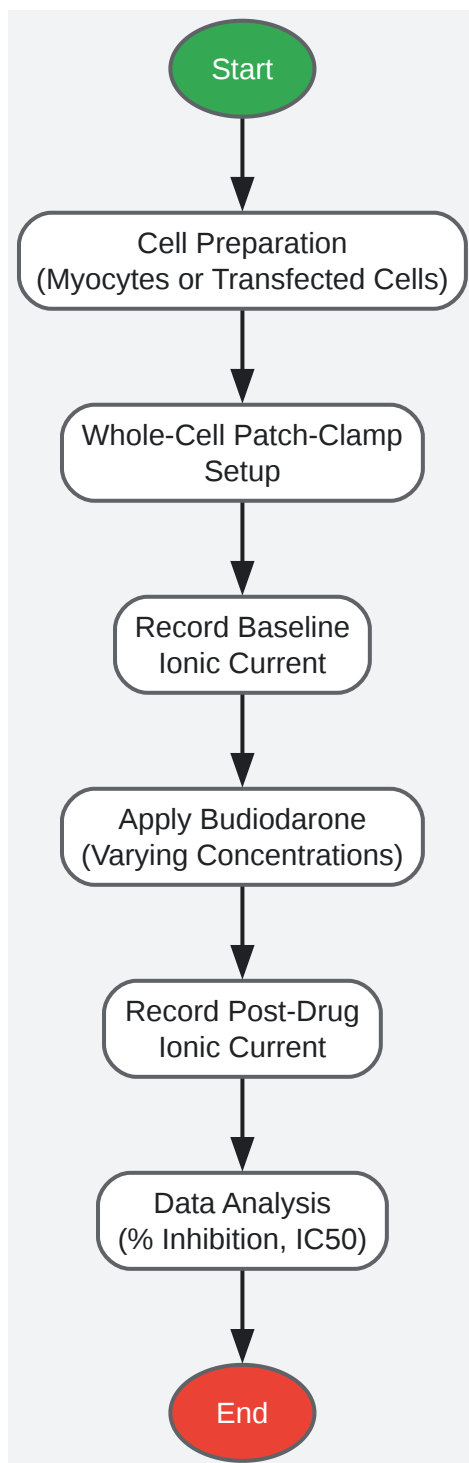 Start
Cell Preparation
(Myocytes or Transfected Cells)
Whole-Cell Patch-Clamp
Setup
Record Baseline
Ionic Current
Apply Budiodarone
(Varying Concentrations)
Record Post-Drug
Ionic Current
Data Analysis
(% Inhibition, IC50)
End